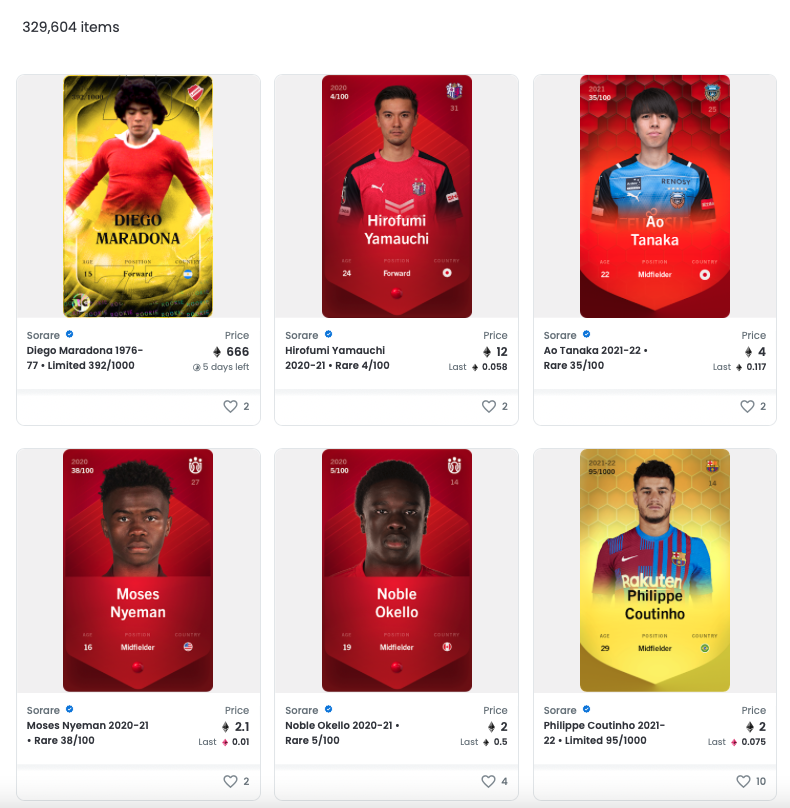 329,604 items
392/1000
DIEGO
MARADONA
AGE POSITION COUNTRY
15 Forward
Sorare Price
Diego Maradona 1976- 666
77 • Limited 392/1000 5 days left
2
2020
4/100
31
Hirofumi
Yamauchi
AGE POSITION COUNTRY
24 Forward
Sorare Price
Hirofumi Yamauchi 12
2020-21 • Rare 4/100 Last 0.058
2
2021
35/100
25
RENOSY
Ao
Tanaka
AGE POSITION COUNTRY
22 Midfielder
Sorare Price
Ao Tanaka 2021-22 • 4
Rare 35/100 Last 0.117
2
2020
38/100
27
Moses
Nyeman
AGE POSITION COUNTRY
16 Midfielder
Sorare Price
Moses Nyeman 2020-21 2.1
• Rare 38/100 Last 0.01
2
2020
5/100
14
Noble
Okello
AGE POSITION COUNTRY
19 Midfielder
Sorare Price
Noble Okello 2020-21 • 2
Rare 5/100 Last 0.5
4
2021-22
95/1000
14
Rakuten
Philippe
Coutinho
AGE POSITION COUNTRY
29 Midfielder
Sorare Price
Philippe Coutinho 2021- 2
22 • Limited 95/1000 Last 0.075
10